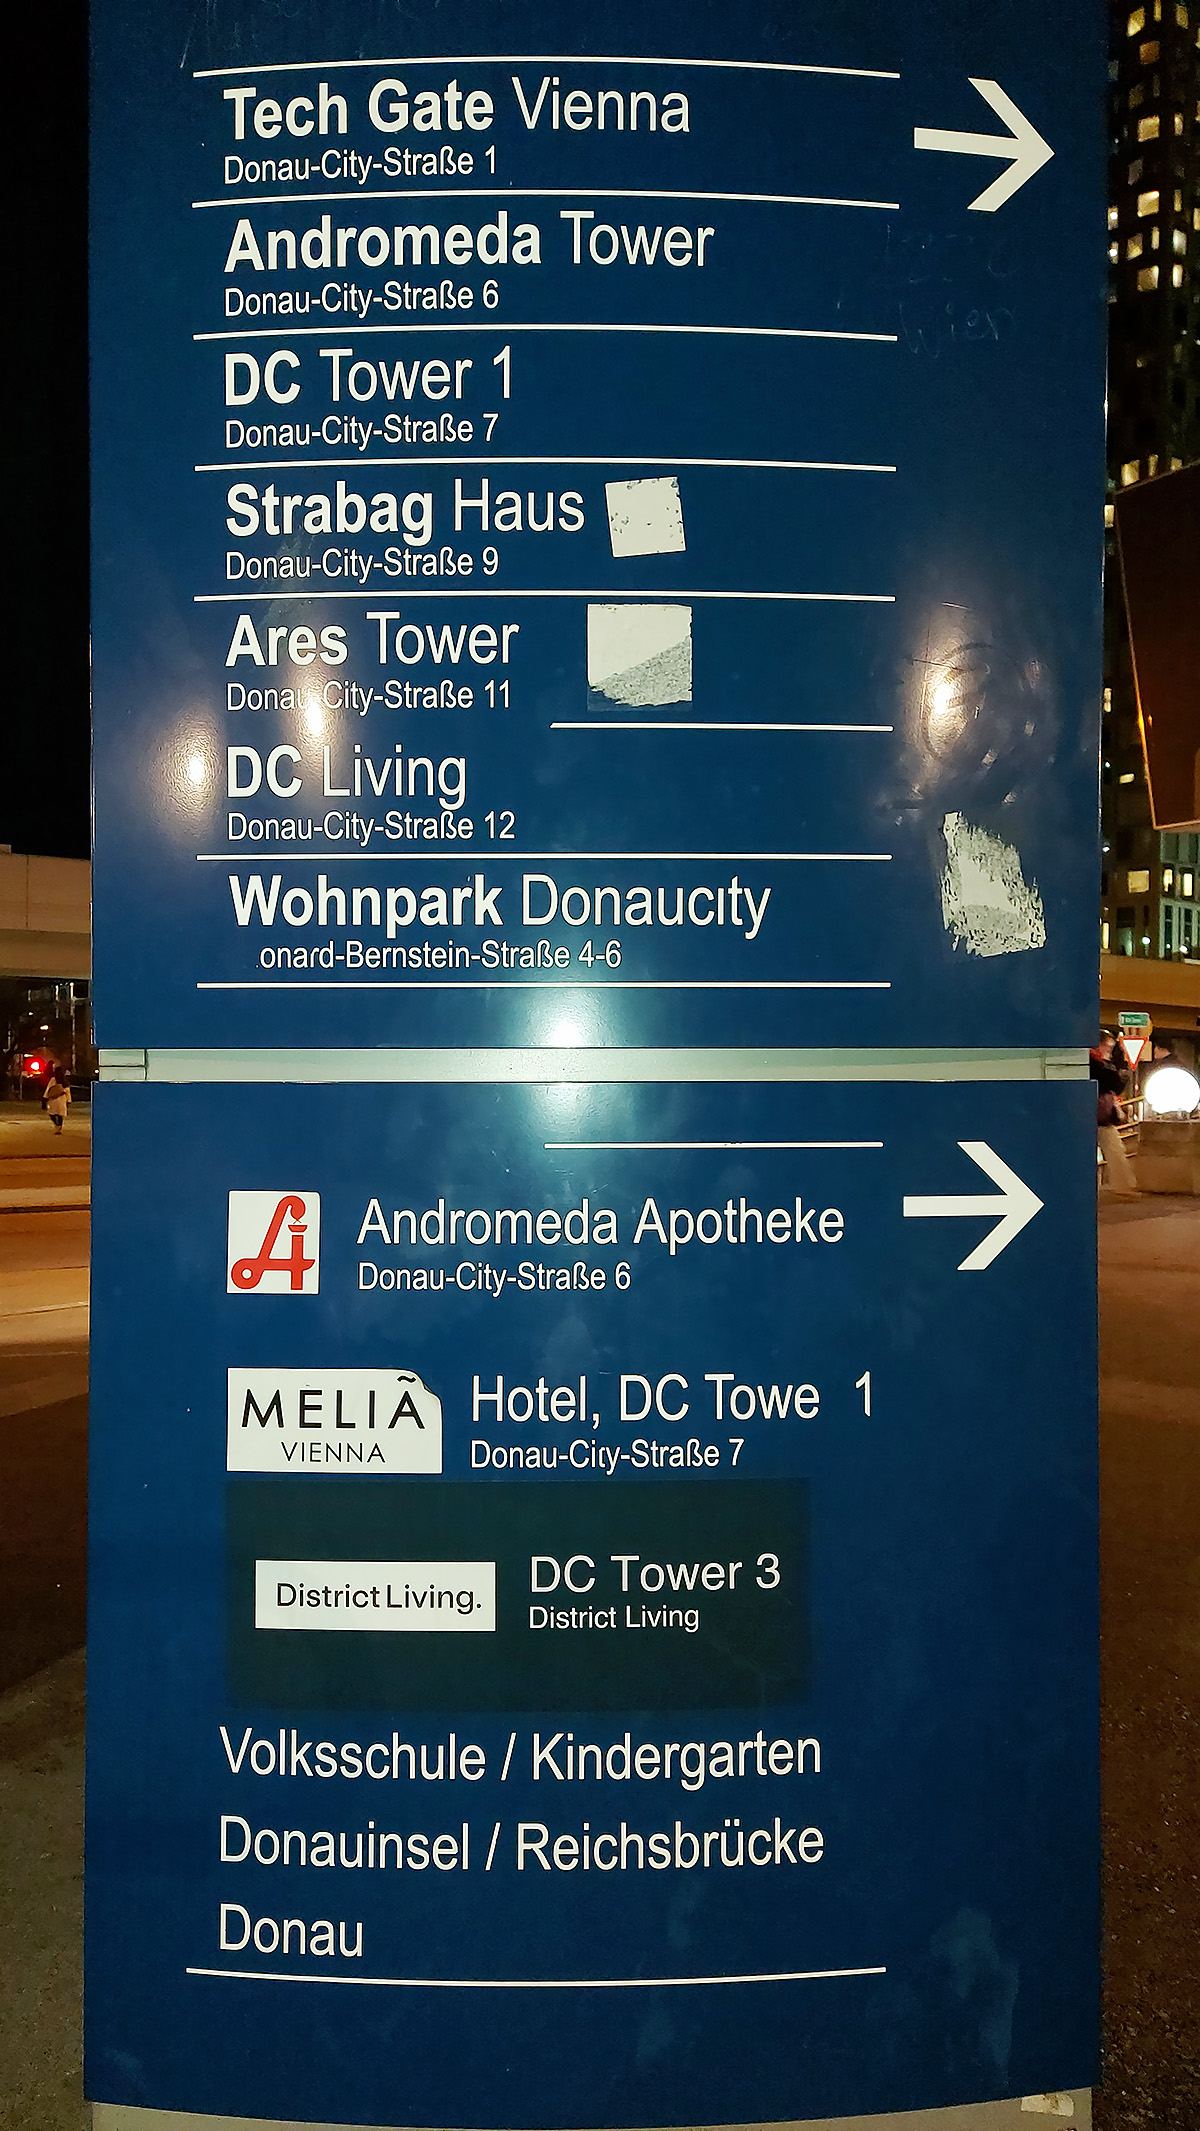 Tech Gate Vienna
Donau-City-Straße 1
Andromeda Tower
Donau-City-Straße 6
DC Tower 1
Donau-City-Straße 7
Strabag Haus
Donau-City-Straße 9
Ares Tower
Donau City-Straße 11
DC Living
Donau-City-Straße 12
Wohnpark Donaucity
onard-Bernstein-Straße 4-6
Andromeda Apotheke
Donau-City-Straße 6
MELIÃ
VIENNA
Hotel, DC Towe 1
Donau-City-Straße 7
District Living.
DC Tower 3
District Living
Volksschule / Kindergarten
Donauinsel / Reichsbrücke
Donau